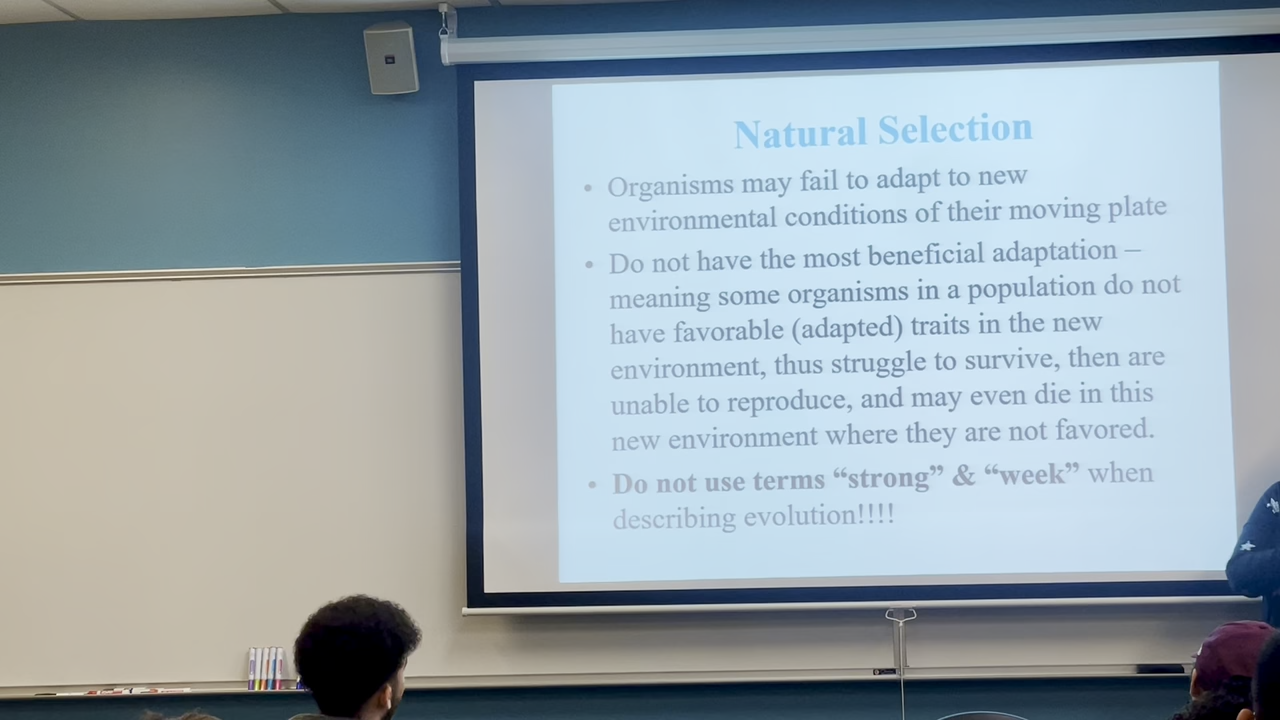 Natural Selection
• Organisms may fail to adapt to new
environmental conditions of their moving plate
• Do not have the most beneficial adaptation –
meaning some organisms in a population do not
have favorable (adapted) traits in the new
environment, thus struggle to survive, then are
unable to reproduce, and may even die in this
new environment where they are not favored.
• Do not use terms “strong” & “week” when
describing evolution!!!!